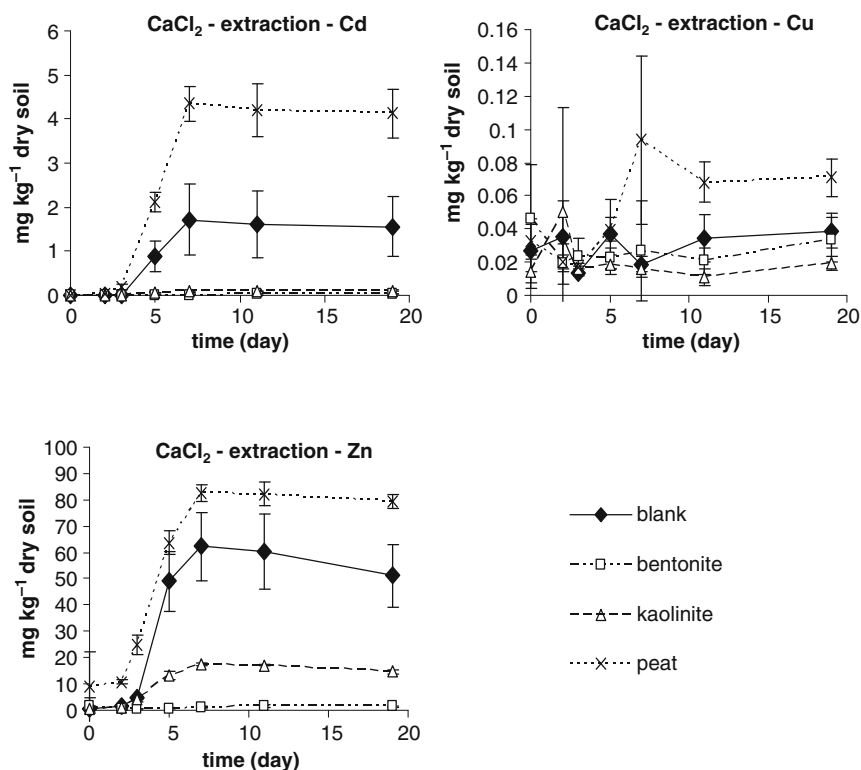 CaCl₂ - extraction - Cd
6
5
4
3
2
1
0
mg kg⁻¹ dry soil
0 5 10 15 20
time (day)
CaCl₂ - extraction - Cu
0.16
0.14
0.12
0.1
0.08
0.06
0.04
0.02
0
mg kg⁻¹ dry soil
0 5 10 15 20
time (day)
CaCl₂ - extraction - Zn
100
90
80
70
60
50
40
30
20
10
0
mg kg⁻¹ dry soil
0 5 10 15 20
time (day)
blank
bentonite
kaolinite
peat